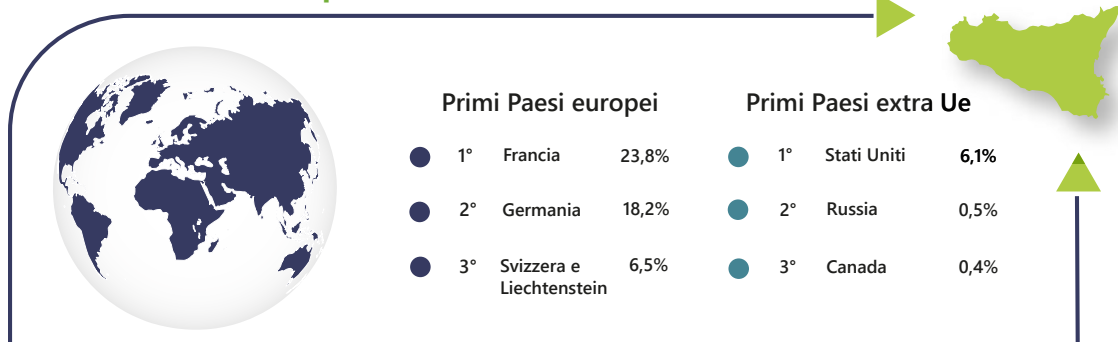 Primi Paesi europei
1° Francia 23,8%
2° Germania 18,2%
3° Svizzera e Liechtenstein 6,5%
Primi Paesi extra Ue
1° Stati Uniti 6,1%
2° Russia 0,5%
3° Canada 0,4%